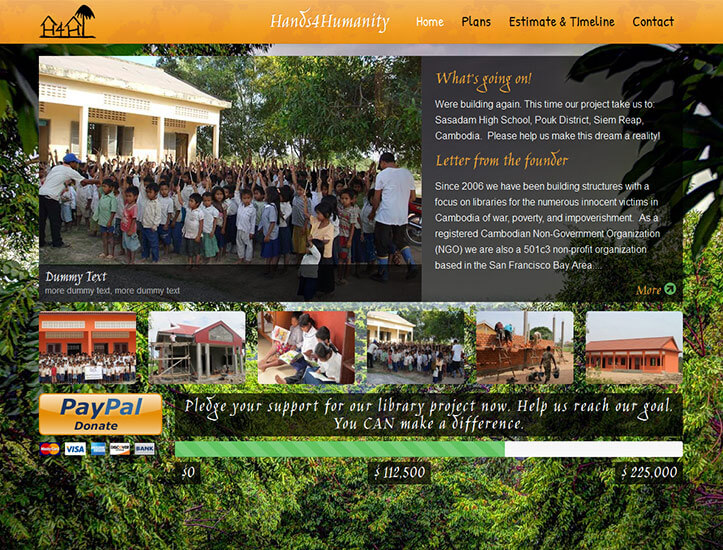 H4H
Hands4Humanity
Home Plans Estimate & TImeline Contact
What's going on!
Were building again. This time our project take us to:
Sasadam High School, Pouk District, Siem Reap,
Cambodia. Please help us make this dream a reality!
Letter from the founder
Since 2006 we have been building structures with a
focus on libraries for the numerous innocent victims in
Cambodia of war, poverty, and impoverishment. As a
registered Cambodian Non-Government Organization
(NGO) we are also a 501c3 non-profit organization
based in the San Francisco Bay Area....
More
Dummy Text
more dummy text, more dummy text
PayPal
Donate
MasterCard VISA DISCOVER BANK
Pledge your support for our library project now. Help us reach our goal.
You CAN make a difference.
$0 $ 112,500 $ 225,000